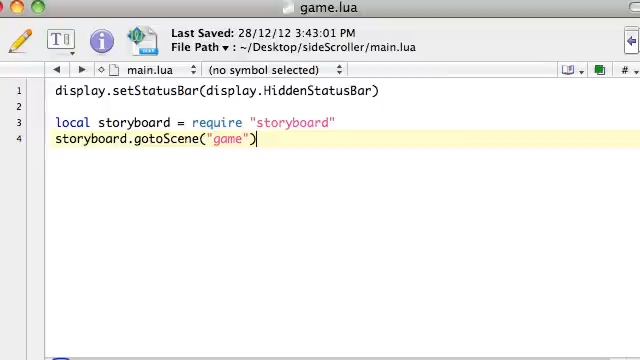 game.lua
Last Saved: 28/12/12 3:43:01 PM
File Path ▾ : ~/Desktop/sideScroller/main.lua
main.lua
(no symbol selected)
1 display.setStatusBar(display.HiddenStatusBar)
2
3 local storyboard = require "storyboard"
4 storyboard.gotoScene("game")